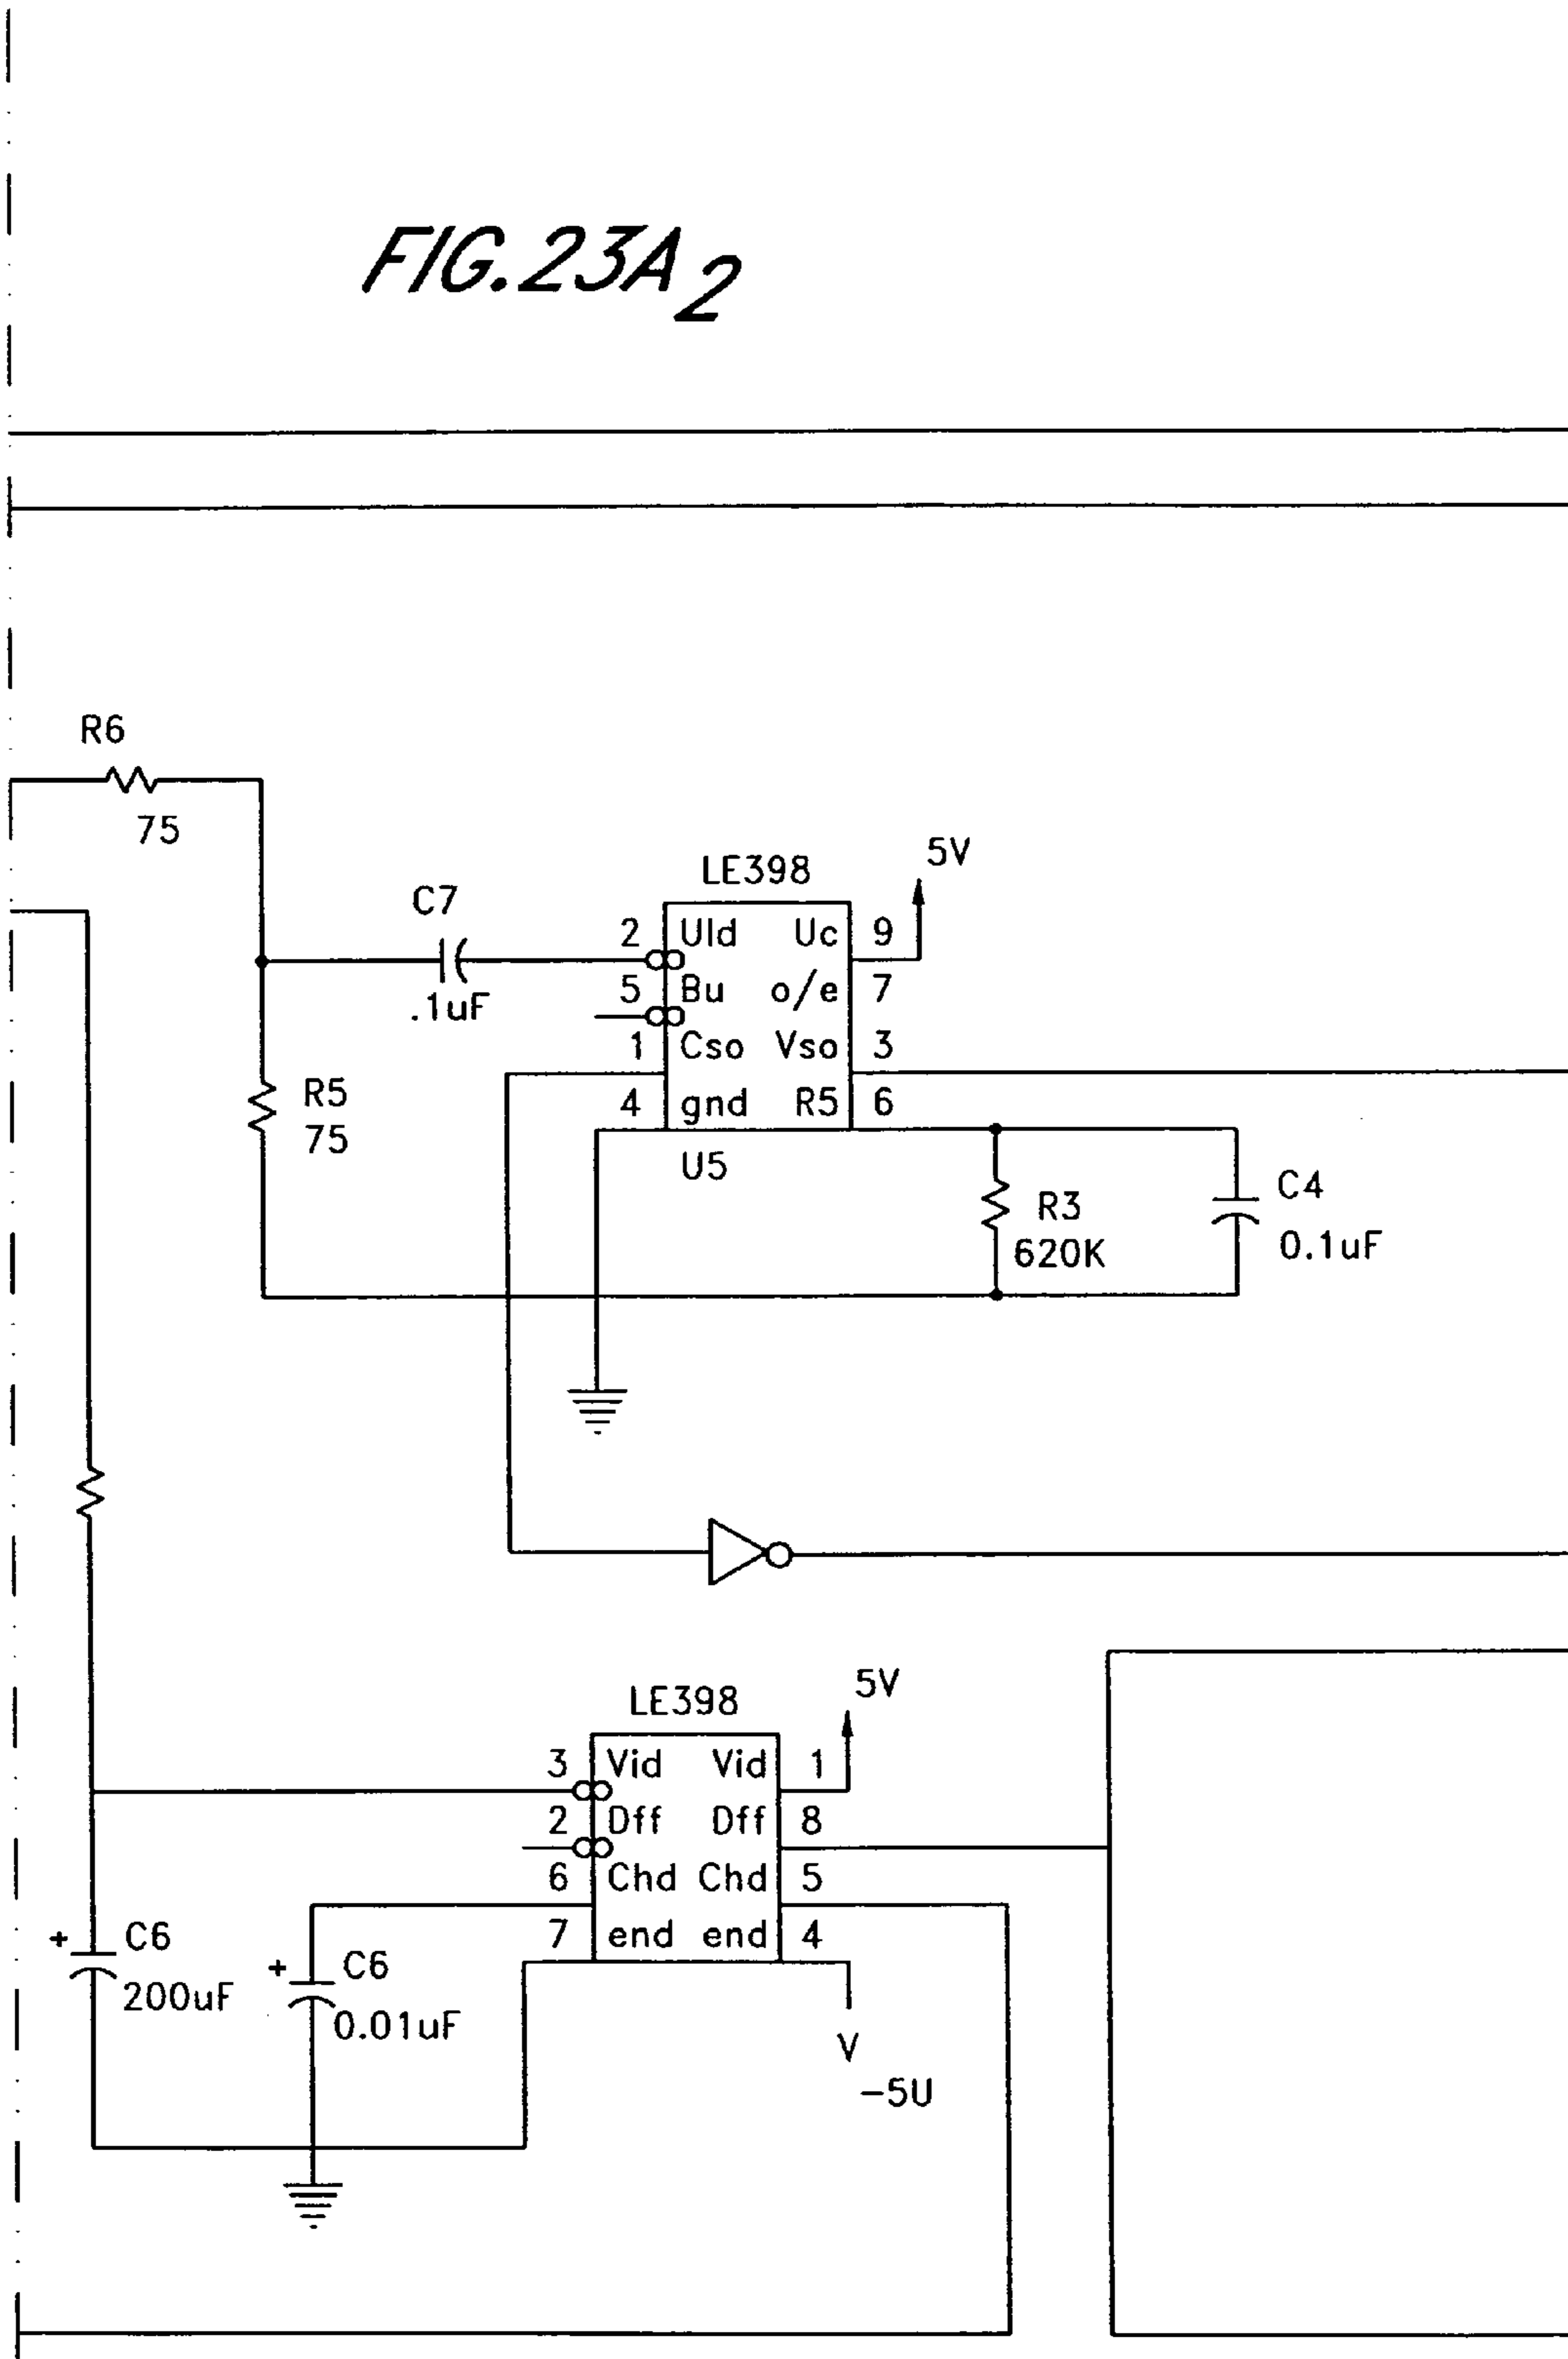 FIG.23A2
R6
75
LE398
5V
C7
.1uF
2 Uld Uc 9
5 Bu o/e 7
1 Cso Vso 3
4 gnd R5 6
U5
R5
75
R3
620K
C4
0.1uF
LE398
5V
3 Vid Vid 1
2 Dff Dff 8
6 Chd Chd 5
7 end end 4
+ C6
200uF
+ C6
0.01uF
V
-5U